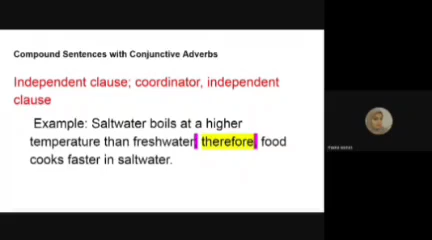 Compound Sentences with Conjunctive Adverbs
Independent clause; coordinator, independent
clause
Example: Saltwater boils at a higher
temperature than freshwater; therefore, food
cooks faster in saltwater.